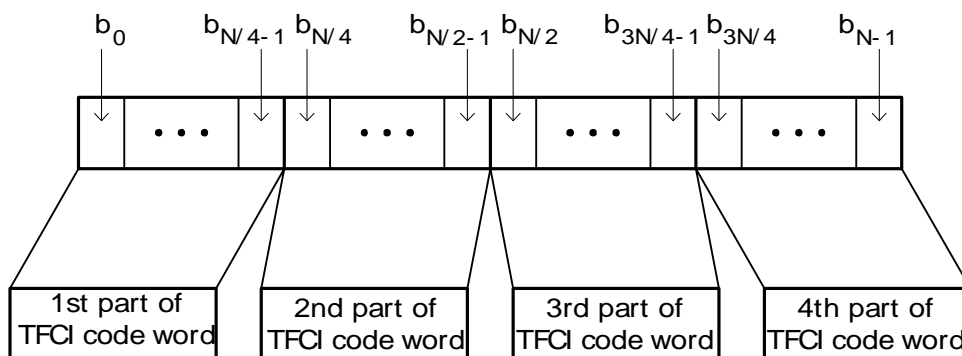 b0 bN/4-1 bN/4 bN/2-1 bN/2 b3N/4-1 b3N/4 bN-1
1st part of
TFCI code word
2nd part of
TFCI code word
3rd part of
TFCI code word
4th part of
TFCI code word